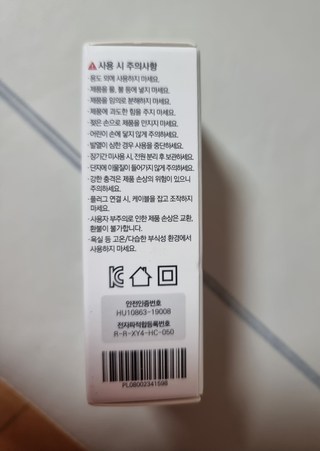 사용 시 주의사항
· 용도 외에 사용하지 마세요.
· 제품을 물, 불 등에 넣지 마세요.
· 제품을 임의로 분해하지 마세요.
· 제품에 과도한 힘을 주지 마세요.
· 젖은 손으로 제품을 만지지 마세요.
· 어린이 손에 닿지 않게 주의하세요.
· 발열이 심한 경우 사용을 중단하세요.
· 장기간 미사용 시, 전원 분리 후 보관하세요.
· 단자에 이물질이 들어가지 않게 주의하세요.
· 강한 충격은 제품 손상의 위험이 있으니
주의하세요.
· 플러그 연결 시, 케이블을 잡고 조작하지
마세요.
· 사용자 부주의로 인한 제품 손상은 교환,
환불이 불가합니다.
· 욕실 등 고온/다습한 부식성 환경에서
사용하지 마세요.
안전인증번호
HU10863-19008
전자파적합등록번호
R-R-XY4-HC-050
PL08002341598